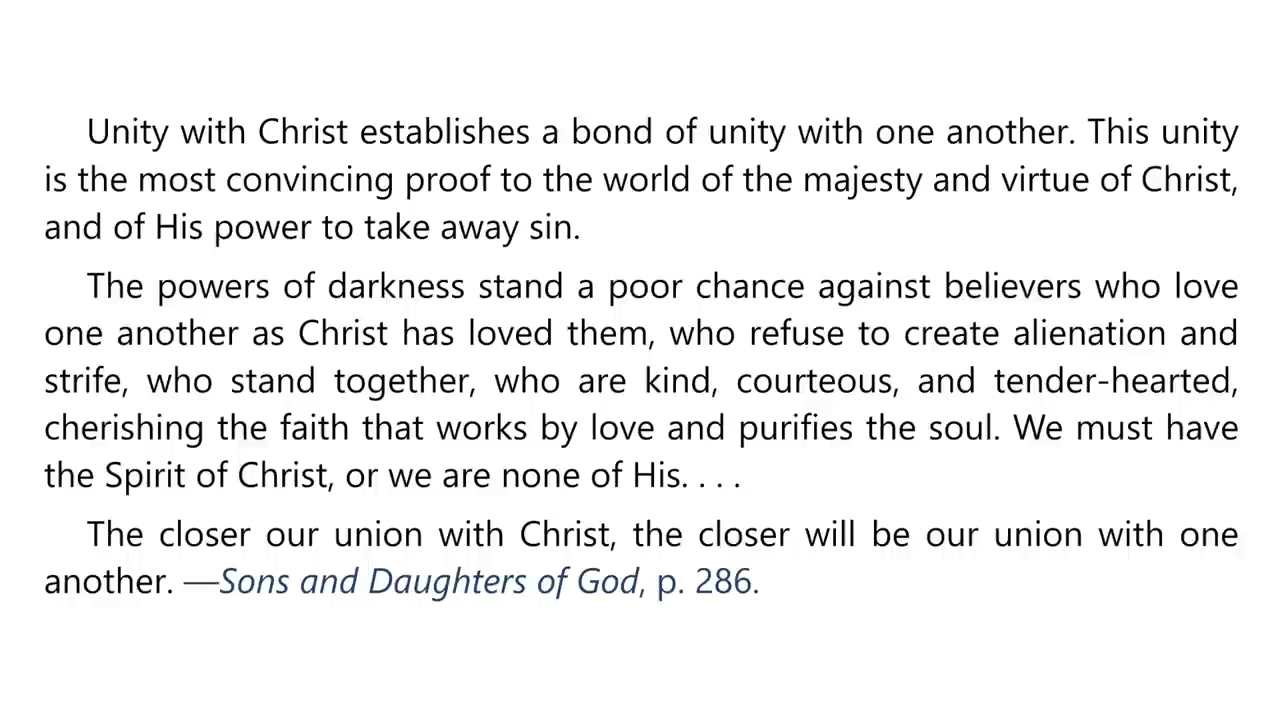 Unity with Christ establishes a bond of unity with one another. This unity
is the most convincing proof to the world of the majesty and virtue of Christ,
and of His power to take away sin.
The powers of darkness stand a poor chance against believers who love
one another as Christ has loved them, who refuse to create alienation and
strife, who stand together, who are kind, courteous, and tender-hearted,
cherishing the faith that works by love and purifies the soul. We must have
the Spirit of Christ, or we are none of His. . . .
The closer our union with Christ, the closer will be our union with one
another. —Sons and Daughters of God, p. 286.